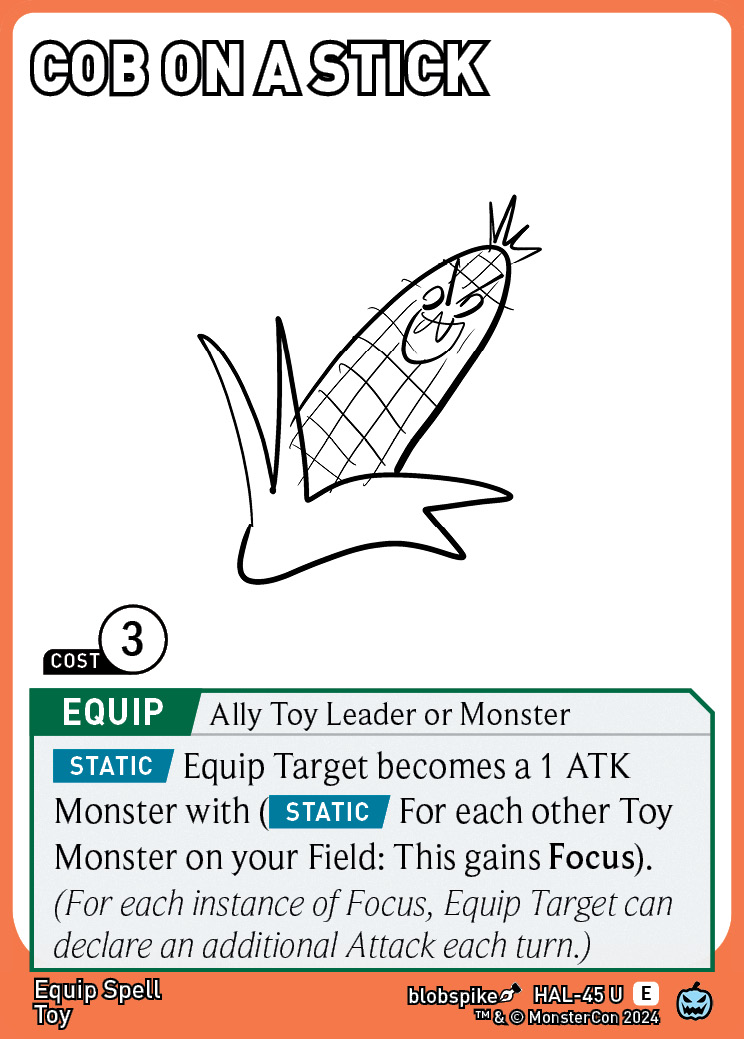 COB ON A STICK
COST 3
EQUIP Ally Toy Leader or Monster
STATIC Equip Target becomes a 1 ATK
Monster with (STATIC For each other Toy
Monster on your Field: This gains Focus).
(For each instance of Focus, Equip Target can
declare an additional Attack each turn.)
Equip Spell
Toy
blobspike HAL-45 U E
™ & © MonsterCon 2024